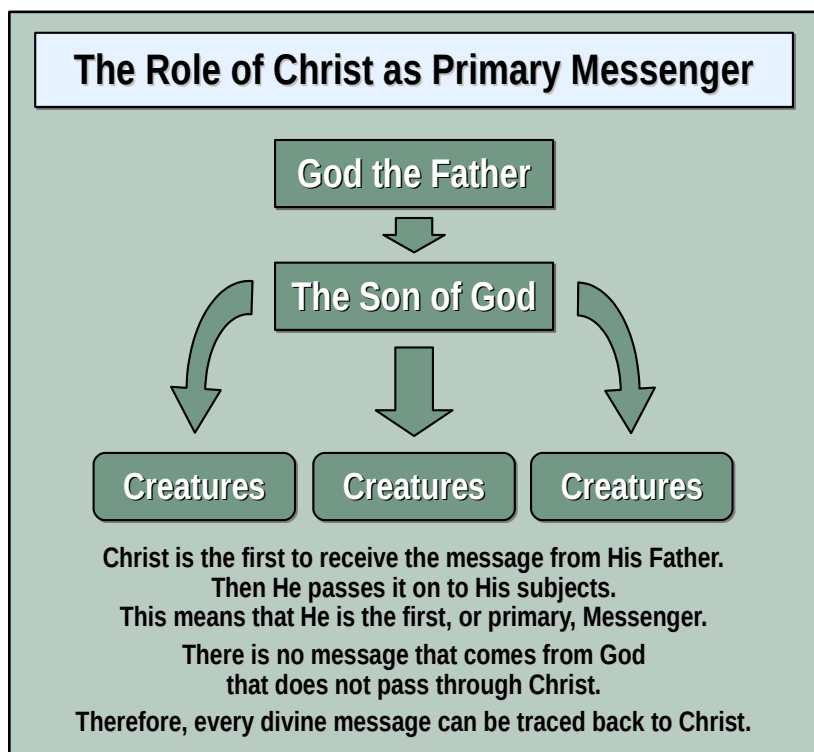 The Role of Christ as Primary Messenger
God the Father
The Son of God
Creatures
Creatures
Creatures
Christ is the first to receive the message from His Father.
Then He passes it on to His subjects.
This means that He is the first, or primary, Messenger.
There is no message that comes from God
that does not pass through Christ.
Therefore, every divine message can be traced back to Christ.